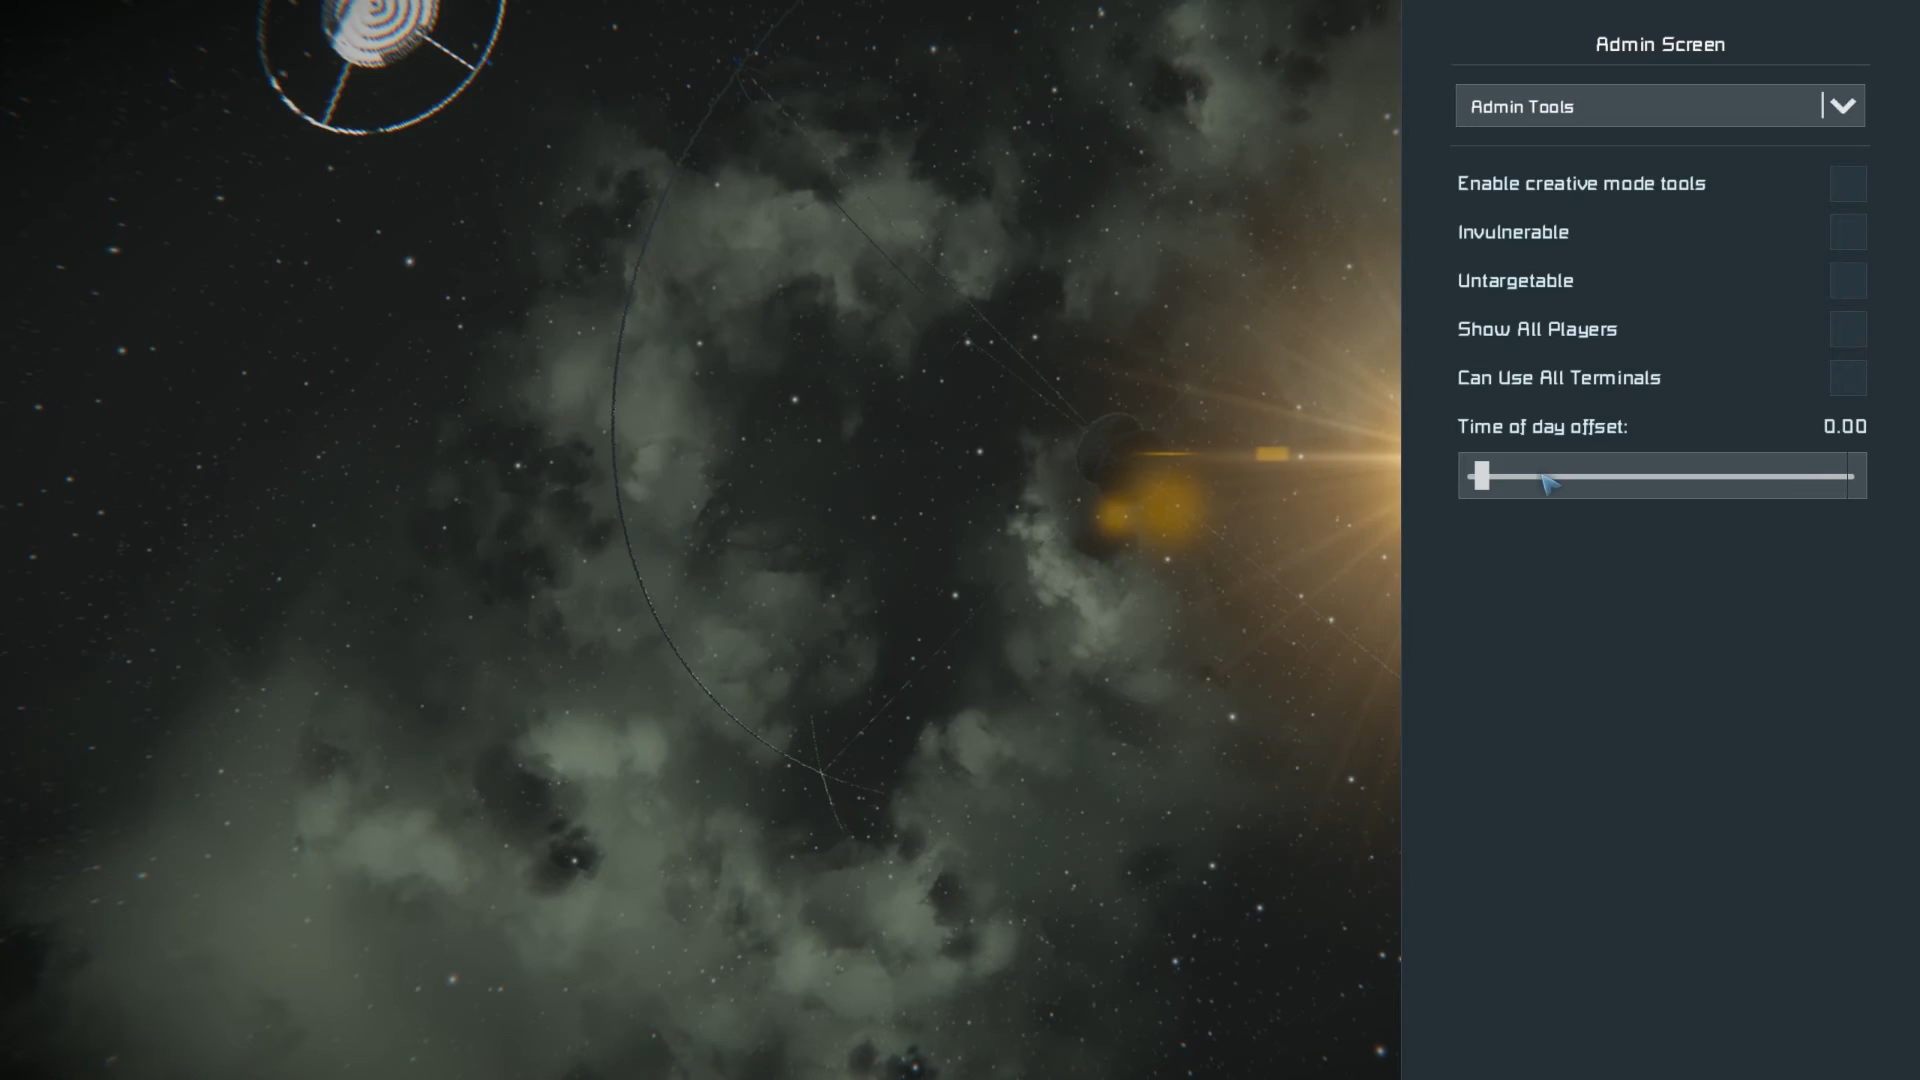 Admin Screen
Admin Tools
Enable creative mode tools
Invulnerable
Untargetable
Show All Players
Can Use All Terminals
Time of day offset: 0.00